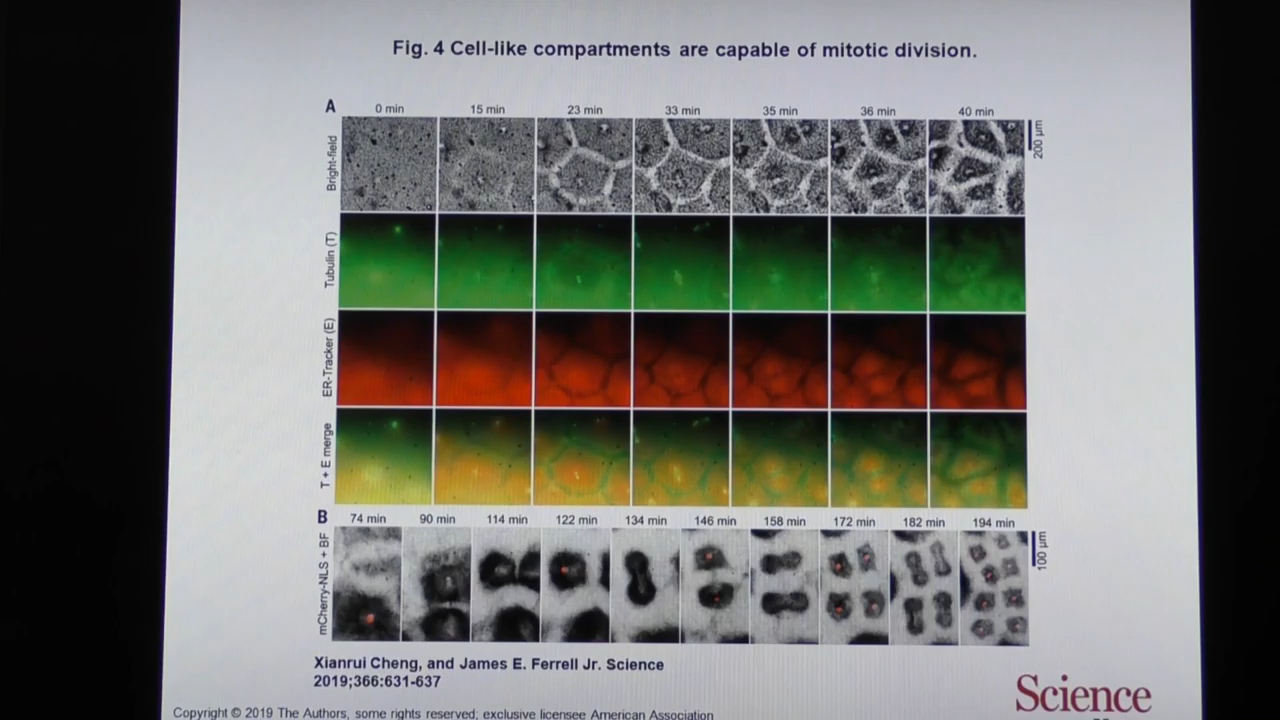 Fig. 4 Cell-like compartments are capable of mitotic division.
A
0 min 15 min 23 min 33 min 35 min 36 min 40 min
Bright-field
200 µm
Tubulin (T)
ER-Tracker (E)
T + E merge
B
74 min 90 min 114 min 122 min 134 min 146 min 158 min 172 min 182 min 194 min
mCherry-NLS + BF
100 µm
Xianrui Cheng, and James E. Ferrell Jr. Science
2019;366:631-637
Science
Copyright © 2019 The Authors, some rights reserved; exclusive licensee American Association